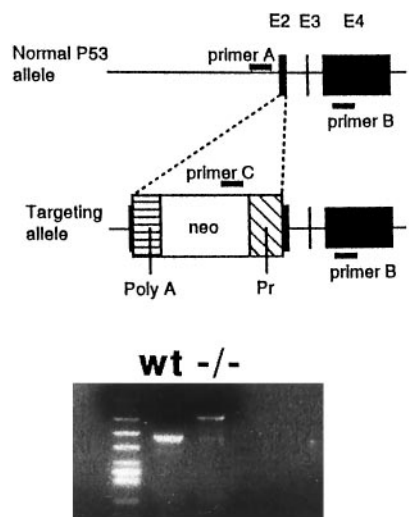 E2 E3 E4
Normal P53
allele
primer A
primer B
primer C
Targeting
allele
neo
primer B
Poly A
Pr
wt -/-